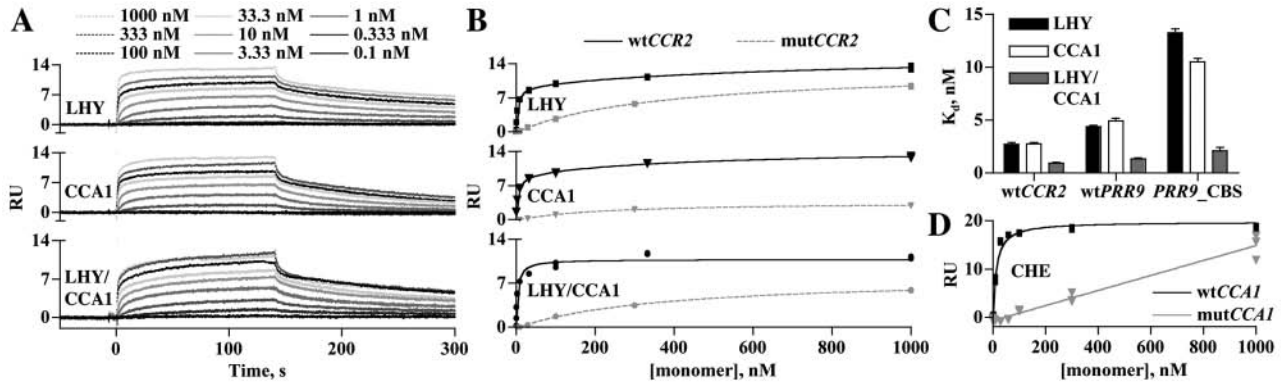 A
1000 nM 33.3 nM 1 nM
333 nM 10 nM 0.333 nM
100 nM 3.33 nM 0.1 nM
14
7
0
LHY
14
7
0
CCA1
RU
14
7
0
LHY/
CCA1
0 100 200 300
Time, s
B
wtCCR2 mutCCR2
14
7
0
LHY
14
7
0
CCA1
RU
14
7
0
LHY/CCA1
0 200 400 600 800 1000
[monomer], nM
C
LHY
CCA1
LHY/
CCA1
15
10
5
0
Kd, nM
wtCCR2 wtPRR9 PRR9_CBS
D
20
10
0
RU
CHE
wtCCA1
mutCCA1
0 200 400 600 800 1000
[monomer], nM